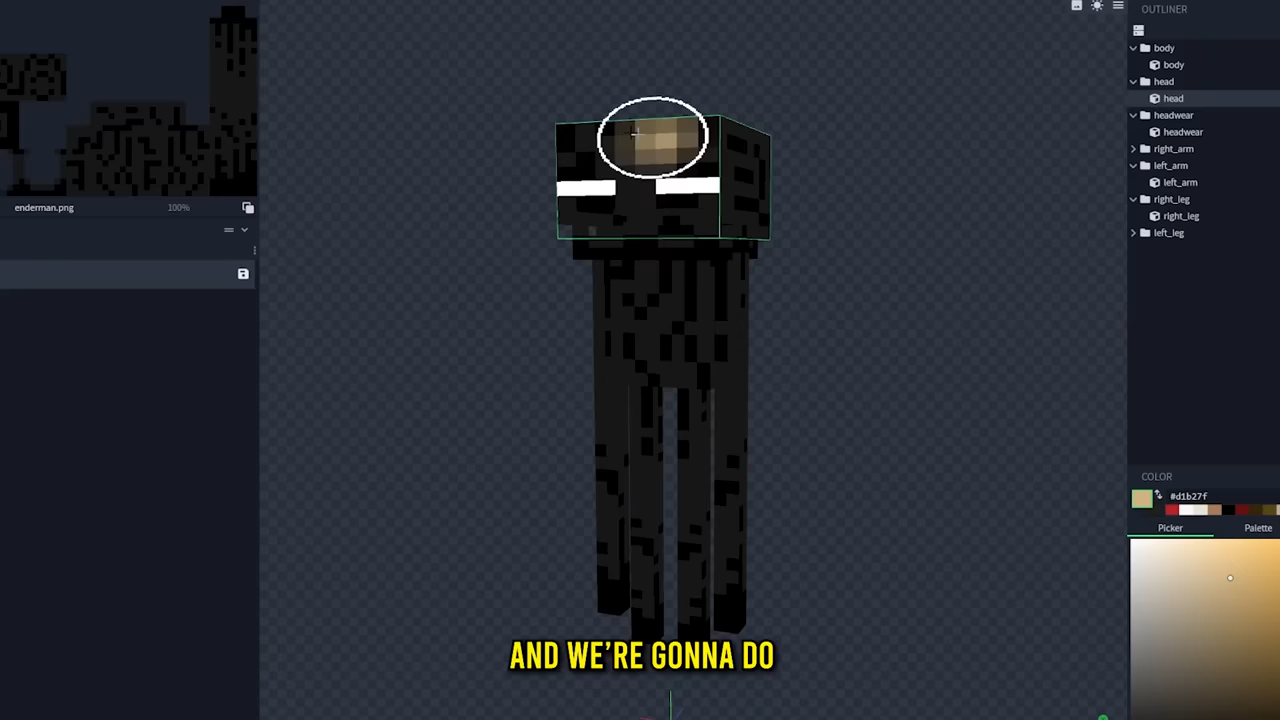 OUTLINER
body
body
head
head
headwear
headwear
right_arm
left_arm
left_arm
right_leg
right_leg
left_leg
enderman.png 100%
COLOR
#d1b27f
Picker Palette
AND WE'RE GONNA DO